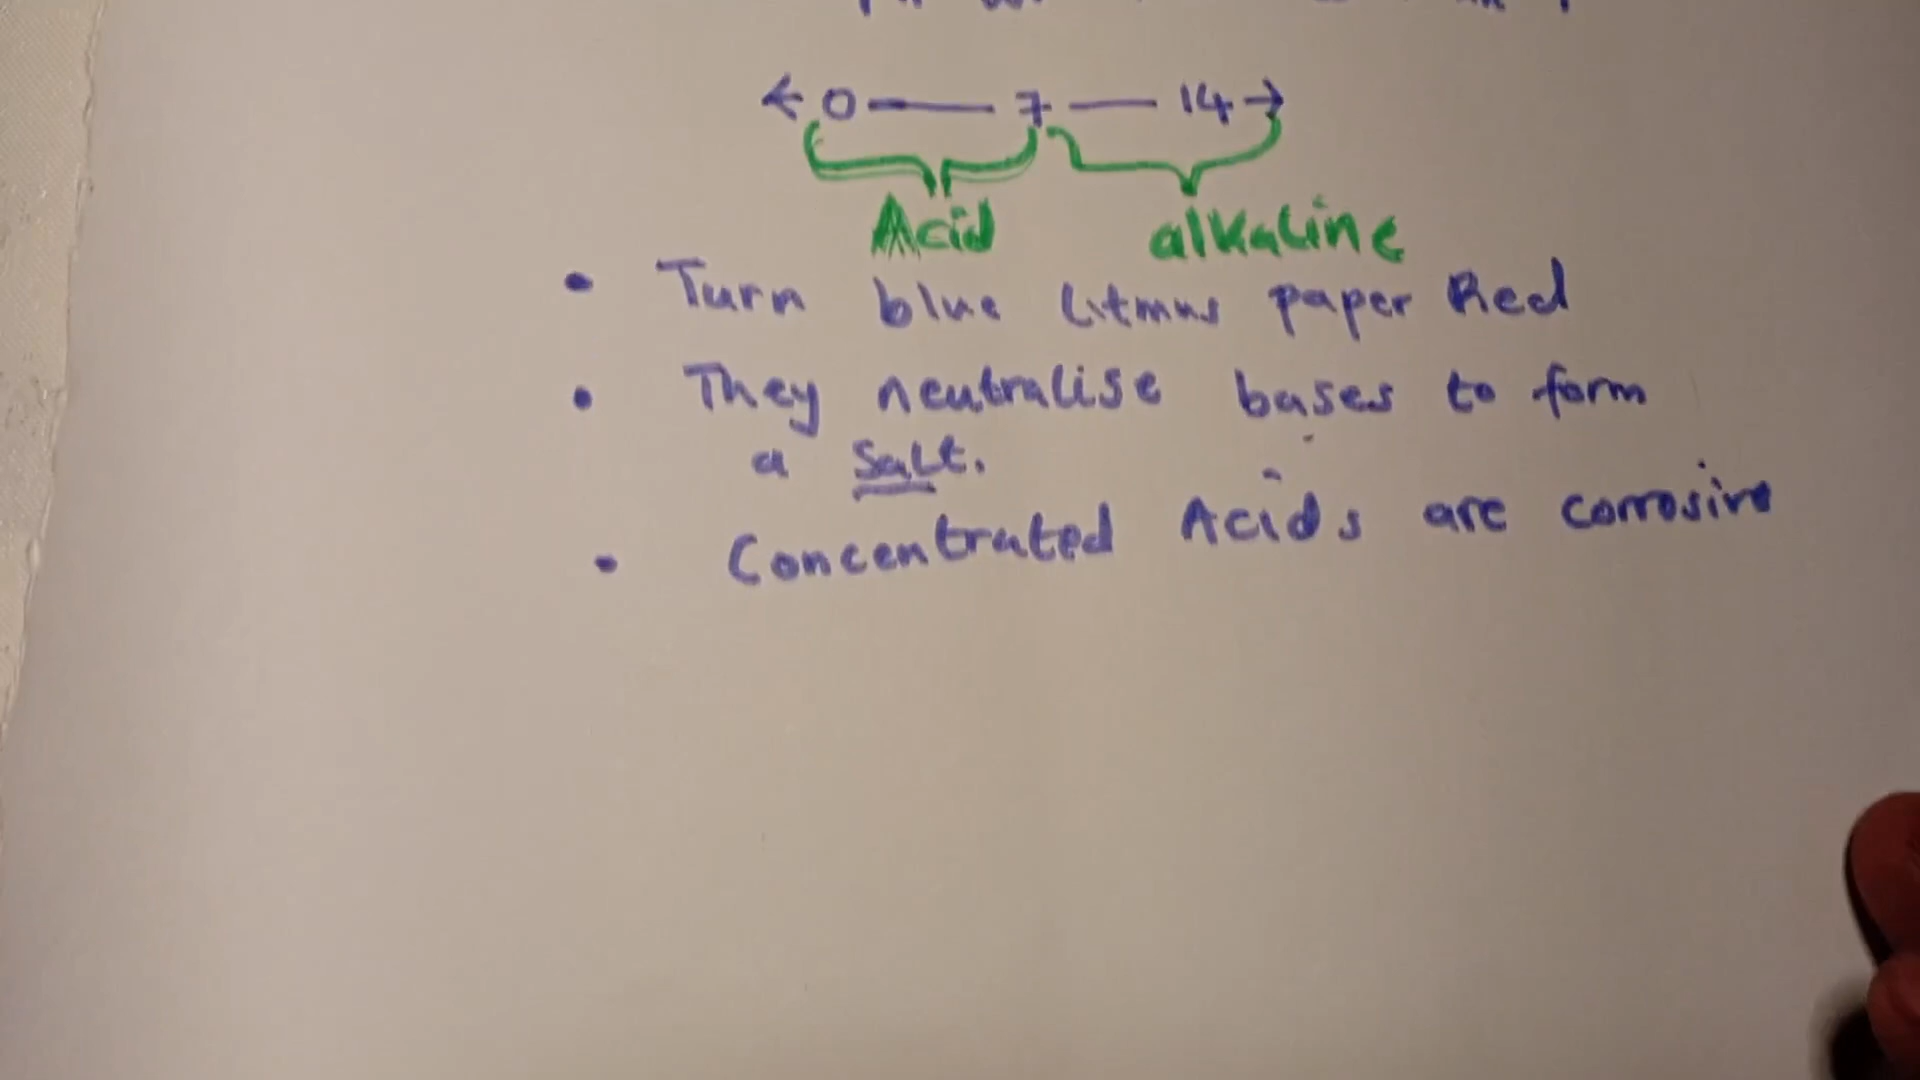 ← 0 — 7 — 14 →
Acid alkaline
• Turn blue litmus paper Red
• They neutralise bases to form
a Salt.
• Concentrated Acids are corrosive